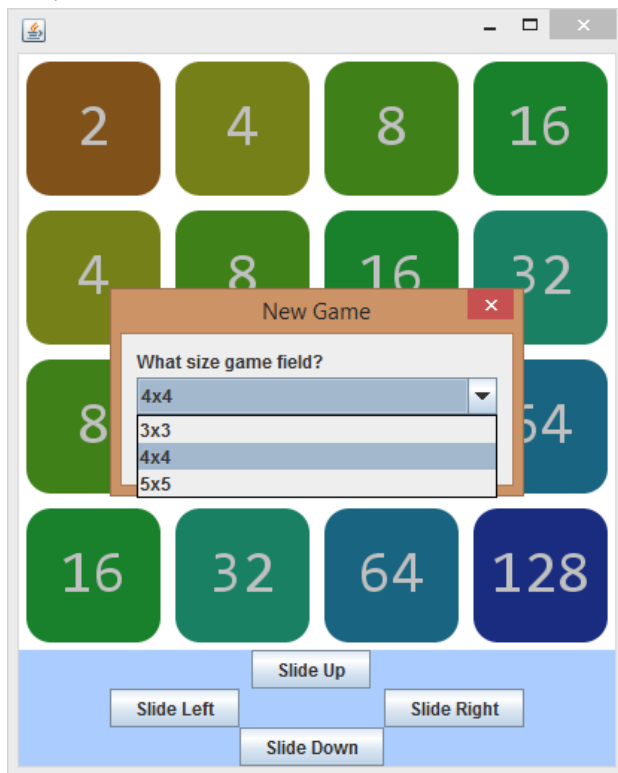 2 4 8 16
4 8 16 32
New Game
What size game field?
4x4
8
3x3
4x4
5x5
16 32 64 128
Slide Up
Slide Left Slide Right
Slide Down